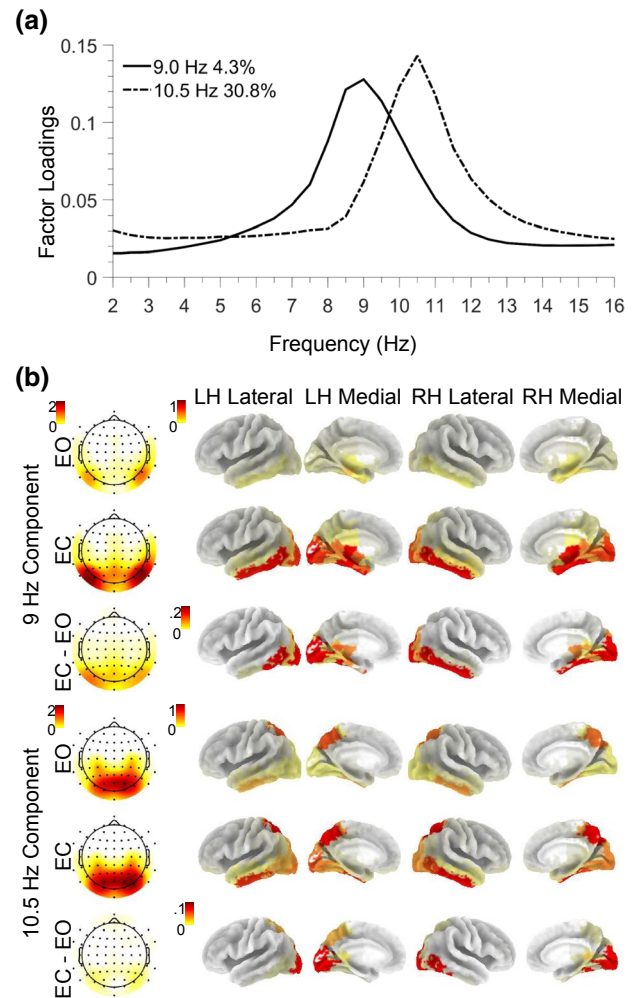 (a)
0.15
0.1
0.05
0
Factor Loadings
9.0 Hz 4.3%
10.5 Hz 30.8%
2 3 4 5 6 7 8 9 10 11 12 13 14 15 16
Frequency (Hz)
(b)
LH Lateral LH Medial RH Lateral RH Medial
9 Hz Component
EO
2
0
1
0
EC
EC - EO
.2
0
10.5 Hz Component
EO
2
0
1
0
EC
EC - EO
.1
0